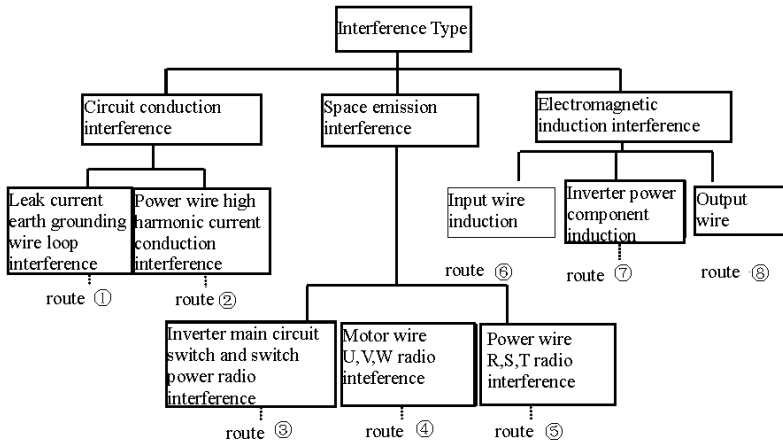 Interference Type
Circuit conduction
interference
Space emission
interference
Electromagnetic
induction interference
Leak current
earth grounding
wire loop
interference
Power wire high
harmonic current
conduction
interference
Input wire
induction
Inverter power
component
induction
Output
wire
route ①
route ②
route ⑥
route ⑦
route ⑧
Inverter main circuit
switch and switch
power radio
interference
Motor wire
U,V,W radio
inteference
Power wire
R,S,T radio
interference
route ③
route ④
route ⑤